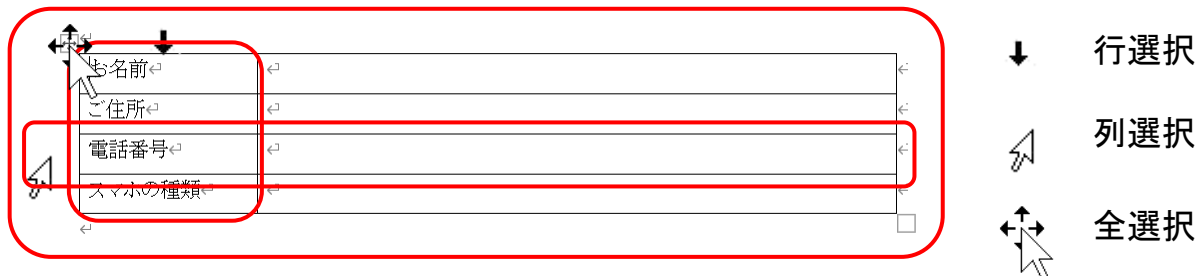 お名前
ご住所
電話番号
スマホの種類
行選択
列選択
全選択